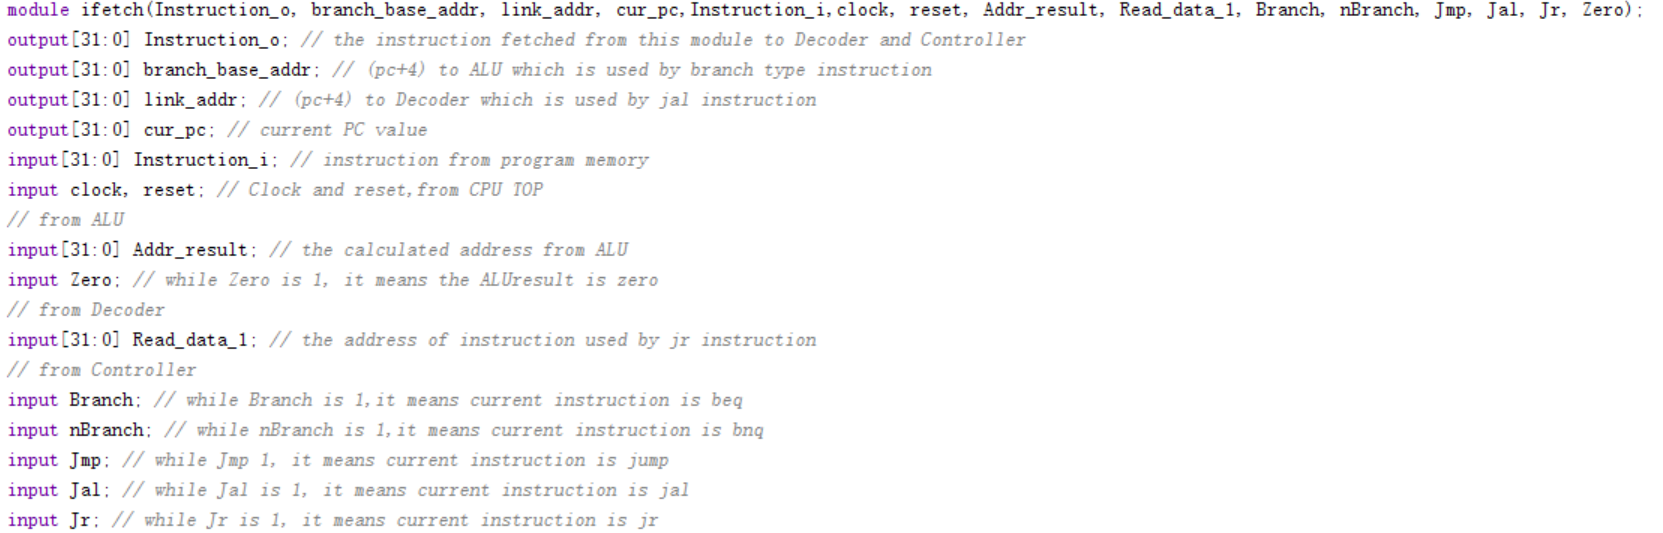 module ifetch(Instruction_o, branch_base_addr, link_addr, cur_pc,Instruction_i,clock, reset, Addr_result, Read_data_1, Branch, nBranch, Jmp, Jal, Jr, Zero);
output[31:0] Instruction_o; // the instruction fetched from this module to Decoder and Controller
output[31:0] branch_base_addr; // (pc+4) to ALU which is used by branch type instruction
output[31:0] link_addr; // (pc+4) to Decoder which is used by jal instruction
output[31:0] cur_pc; // current PC value
input[31:0] Instruction_i; // instruction from program memory
input clock, reset; // Clock and reset,from CPU TOP
// from ALU
input[31:0] Addr_result; // the calculated address from ALU
input Zero; // while Zero is 1, it means the ALUresult is zero
// from Decoder
input[31:0] Read_data_1; // the address of instruction used by jr instruction
// from Controller
input Branch; // while Branch is 1,it means current instruction is beq
input nBranch; // while nBranch is 1,it means current instruction is bnq
input Jmp; // while Jmp 1, it means current instruction is jump
input Jal; // while Jal is 1, it means current instruction is jal
input Jr; // while Jr is 1, it means current instruction is jr